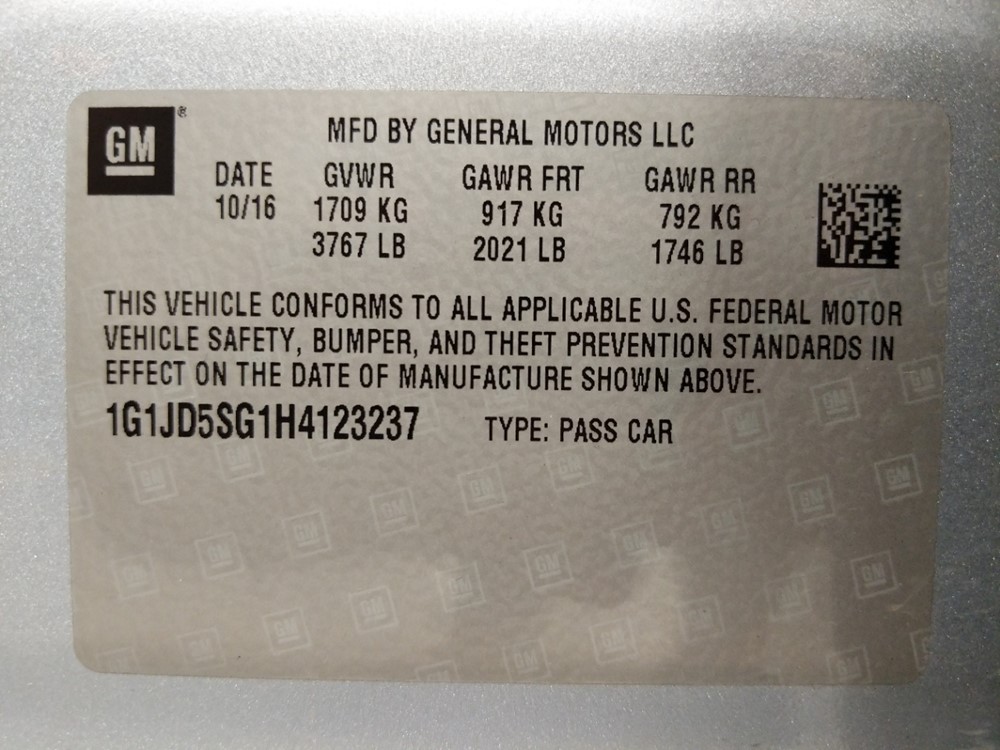 GM®
MFD BY GENERAL MOTORS LLC
DATE GVWR GAWR FRT GAWR RR
10/16 1709 KG 917 KG 792 KG
3767 LB 2021 LB 1746 LB
THIS VEHICLE CONFORMS TO ALL APPLICABLE U.S. FEDERAL MOTOR
VEHICLE SAFETY, BUMPER, AND THEFT PREVENTION STANDARDS IN
EFFECT ON THE DATE OF MANUFACTURE SHOWN ABOVE.
1G1JD5SG1H4123237 TYPE: PASS CAR